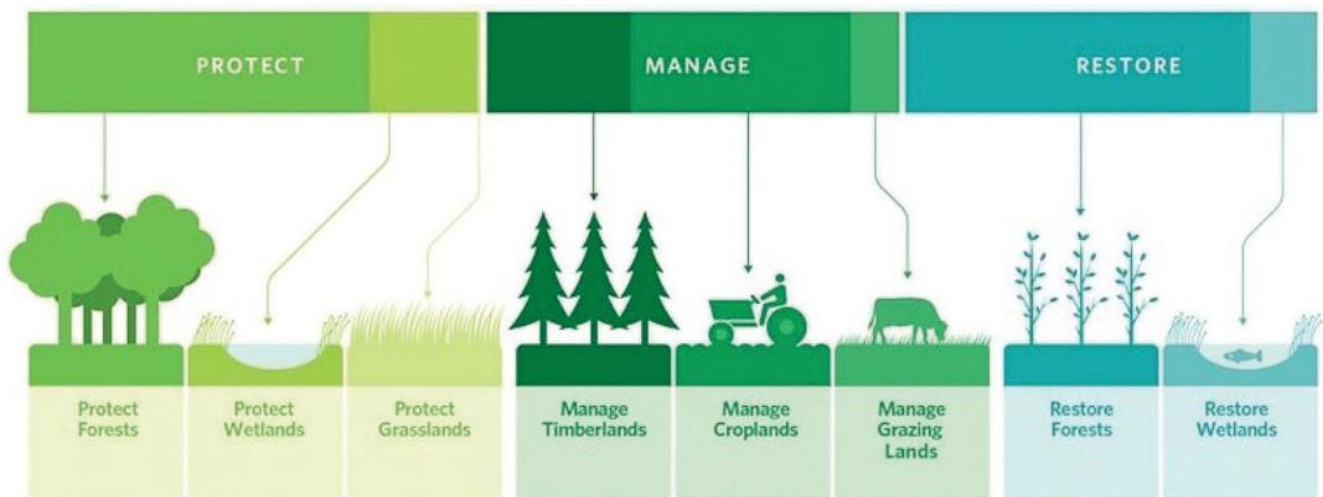 PROTECT
MANAGE
RESTORE
Protect
Forests
Protect
Wetlands
Protect
Grasslands
Manage
Timberlands
Manage
Croplands
Manage
Grazing
Lands
Restore
Forests
Restore
Wetlands